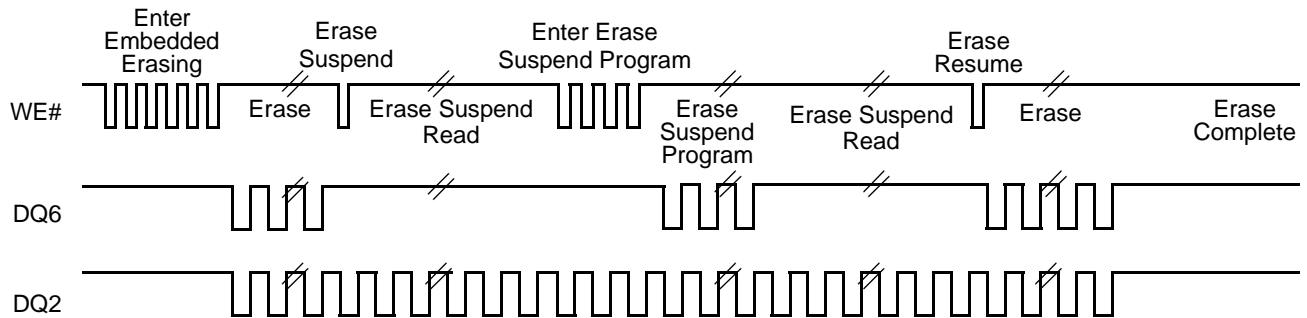 Enter
Embedded
Erasing
Erase
Suspend
Enter Erase
Suspend Program
Erase
Resume
WE#
Erase
Erase Suspend
Read
Erase
Suspend
Program
Erase Suspend
Read
Erase
Erase
Complete
DQ6
DQ2